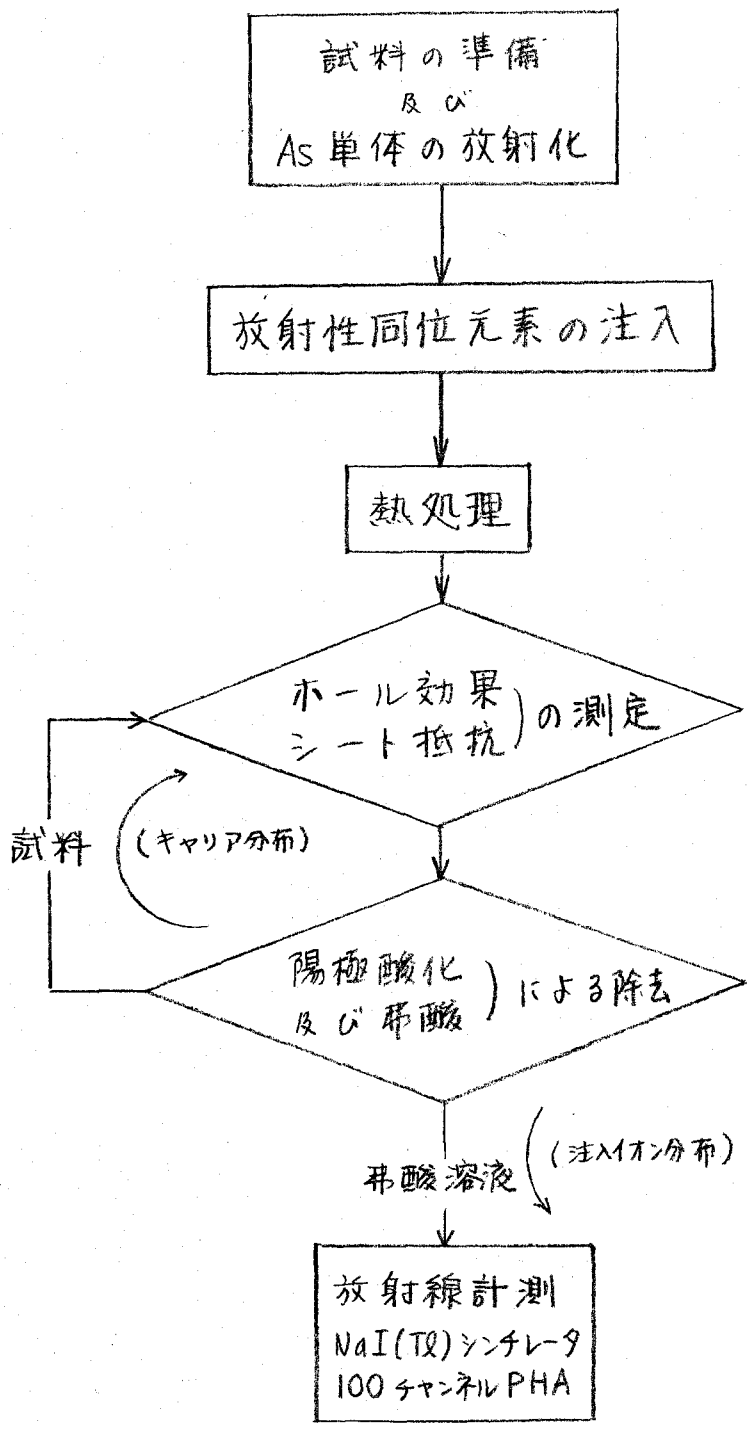 試料の準備
及び
As単体の放射化
放射性同位元素の注入
熱処理
ホール効果
シート抵抗
)の測定
試料
(キャリア分布)
陽極酸化
及び弗酸
)による除去
弗酸溶液
(注入イオン分布)
放射線計測
NaI(Tl)シンチレータ
100チャンネルPHA